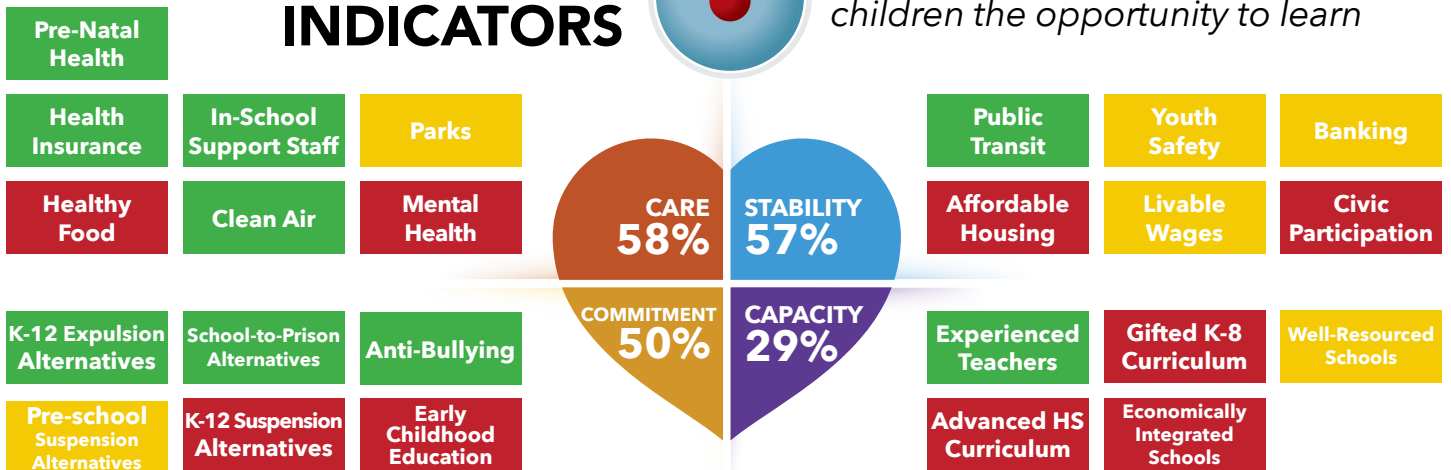 INDICATORS
children the opportunity to learn
Pre-Natal
Health
Health
Insurance
In-School
Support Staff
Parks
Healthy
Food
Clean Air
Mental
Health
CARE
58%
STABILITY
57%
Public
Transit
Youth
Safety
Banking
Affordable
Housing
Livable
Wages
Civic
Participation
K-12 Expulsion
Alternatives
School-to-Prison
Alternatives
Anti-Bullying
Pre-school
Suspension
Alternatives
K-12 Suspension
Alternatives
Early
Childhood
Education
COMMITMENT
50%
CAPACITY
29%
Experienced
Teachers
Gifted K-8
Curriculum
Well-Resourced
Schools
Advanced HS
Curriculum
Economically
Integrated
Schools